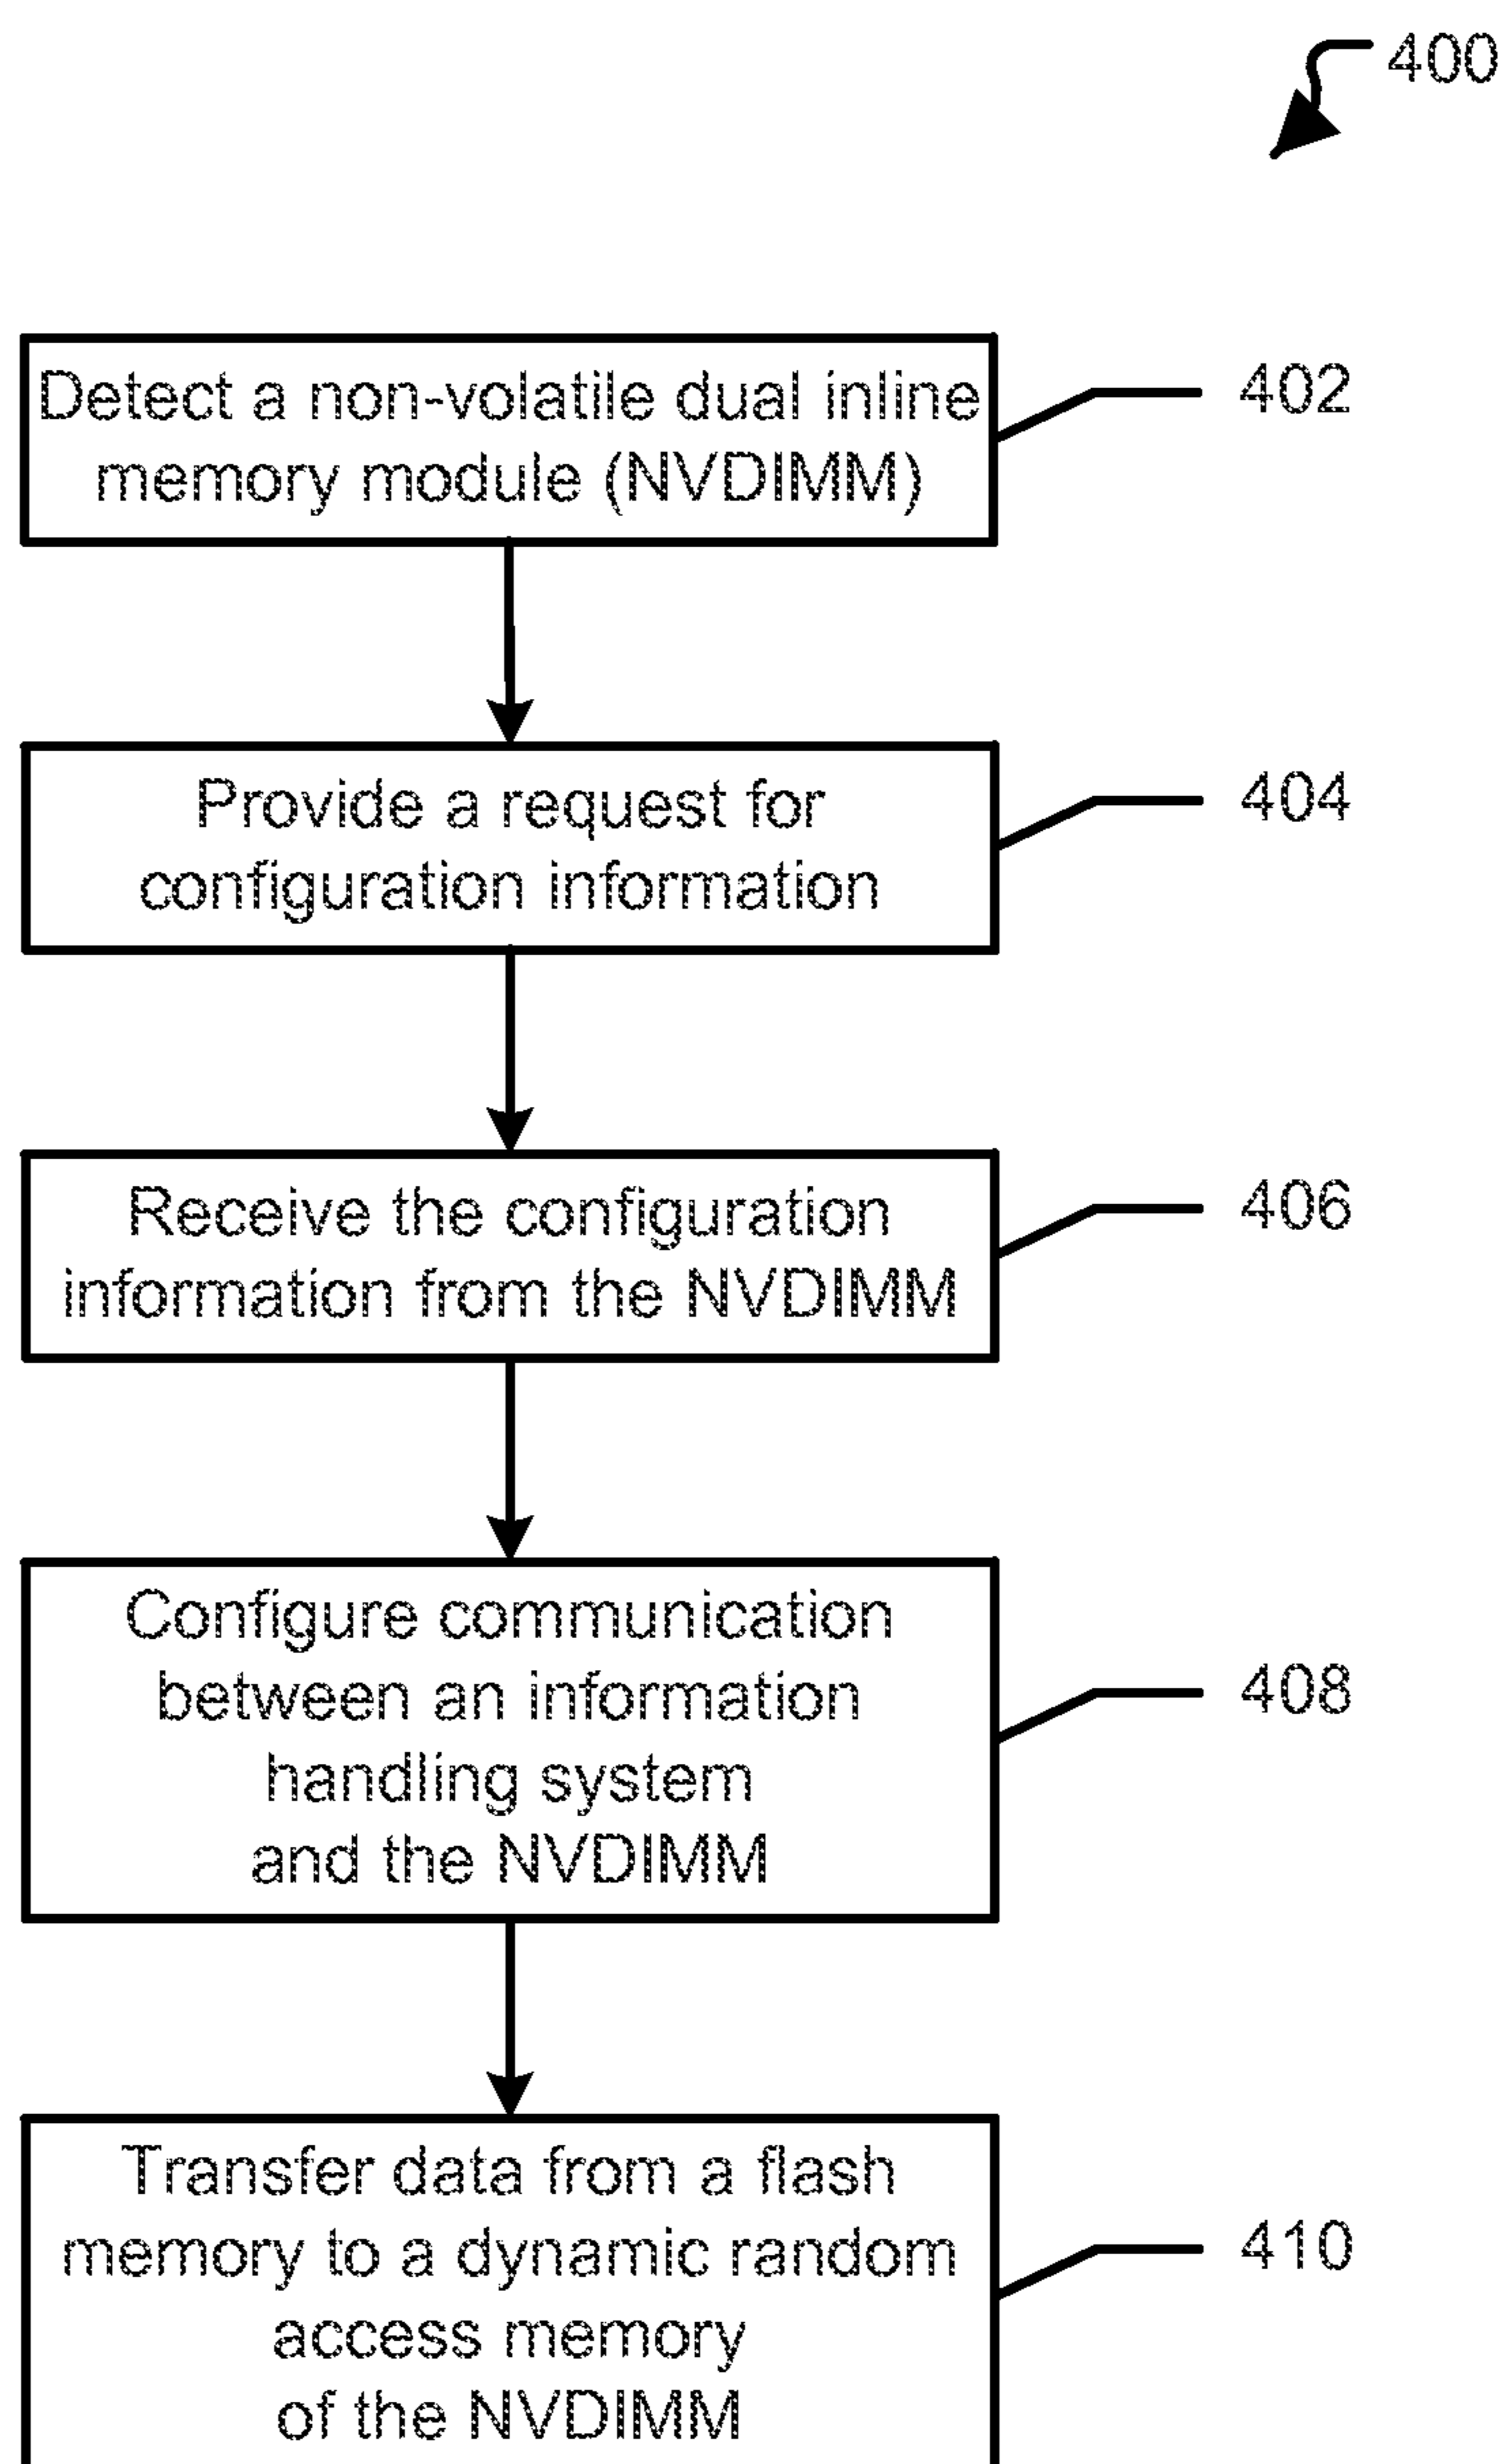 400
Detect a non-volatile dual inline
memory module (NVDIMM)
402
Provide a request for
configuration information
404
Receive the configuration
information from the NVDIMM
406
Configure communication
between an information
handling system
and the NVDIMM
408
Transfer data from a flash
memory to a dynamic random
access memory
of the NVDIMM
410